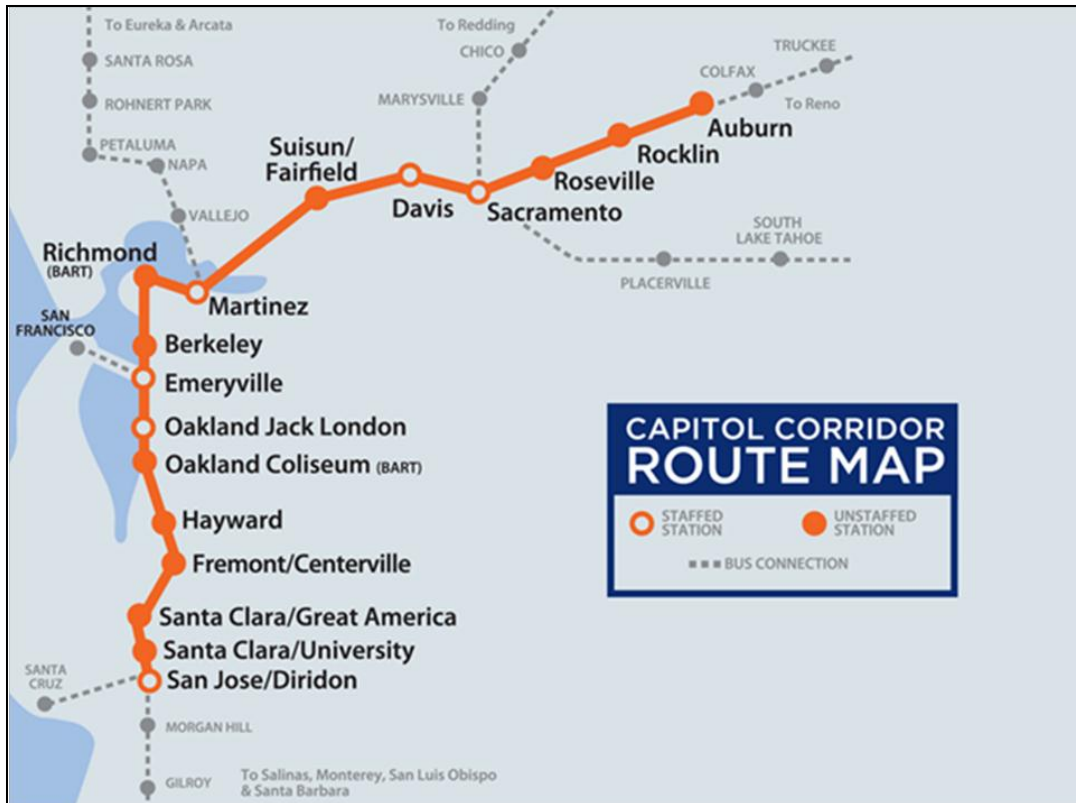 To Eureka & Arcata
SANTA ROSA
ROHNERT PARK
PETALUMA
NAPA
VALLEJO
To Redding
CHICO
MARYSVILLE
TRUCKEE
COLFAX
To Reno
Auburn
Rocklin
Roseville
Sacramento
Davis
Suisun/
Fairfield
SOUTH
LAKE TAHOE
PLACERVILLE
Richmond
(BART)
Martinez
SAN
FRANCISCO
Berkeley
Emeryville
Oakland Jack London
Oakland Coliseum (BART)
Hayward
Fremont/Centerville
Santa Clara/Great America
Santa Clara/University
San Jose/Diridon
SANTA
CRUZ
MORGAN HILL
GILROY
To Salinas, Monterey, San Luis Obispo
& Santa Barbara
CAPITOL CORRIDOR
ROUTE MAP
STAFFED
STATION
UNSTAFFED
STATION
BUS CONNECTION